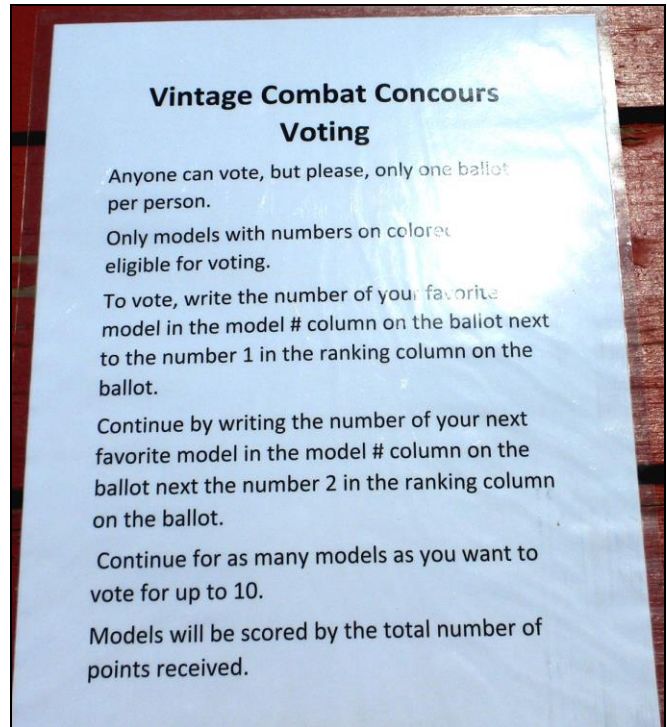 Vintage Combat Concours
Voting
Anyone can vote, but please, only one ballot
per person.
Only models with numbers on colored
eligible for voting.
To vote, write the number of your favorite
model in the model # column on the ballot next
to the number 1 in the ranking column on the
ballot.
Continue by writing the number of your next
favorite model in the model # column on the
ballot next the number 2 in the ranking column
on the ballot.
Continue for as many models as you want to
vote for up to 10.
Models will be scored by the total number of
points received.